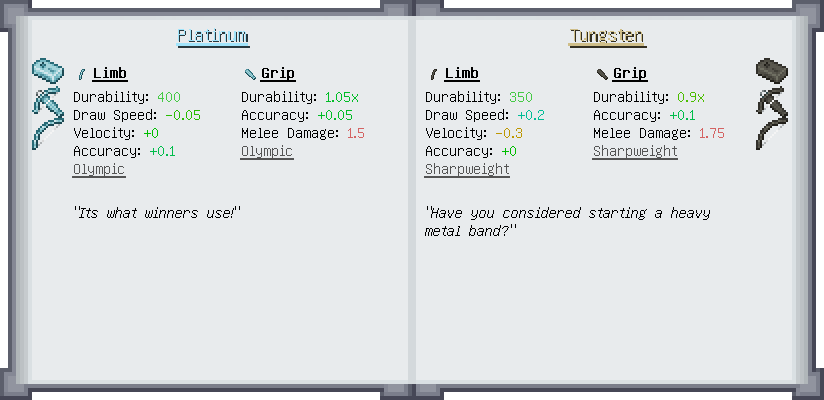 Platinum
Limb
Durability: 400
Draw Speed: -0.05
Velocity: +0
Accuracy: +0.1
Olympic
Grip
Durability: 1.05x
Accuracy: +0.05
Melee Damage: 1.5
Olympic
"Its what winners use!"
Tungsten
Limb
Durability: 350
Draw Speed: +0.2
Velocity: -0.3
Accuracy: +0
Sharpweight
Grip
Durability: 0.9x
Accuracy: +0.1
Melee Damage: 1.75
Sharpweight
"Have you considered starting a heavy
metal band?"